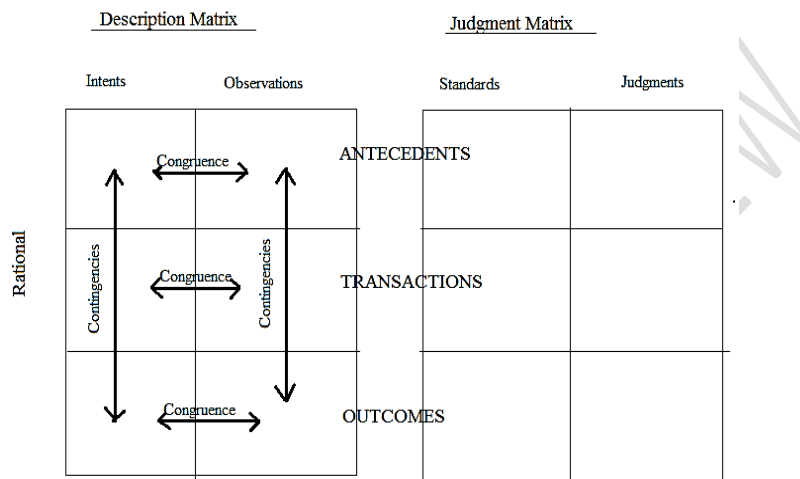 Description Matrix
Judgment Matrix
Intents
Observations
Standards
Judgments
Congruence
ANTECEDENTS
Rational
Contingencies
Congruence
Contingencies
TRANSACTIONS
Congruence
OUTCOMES